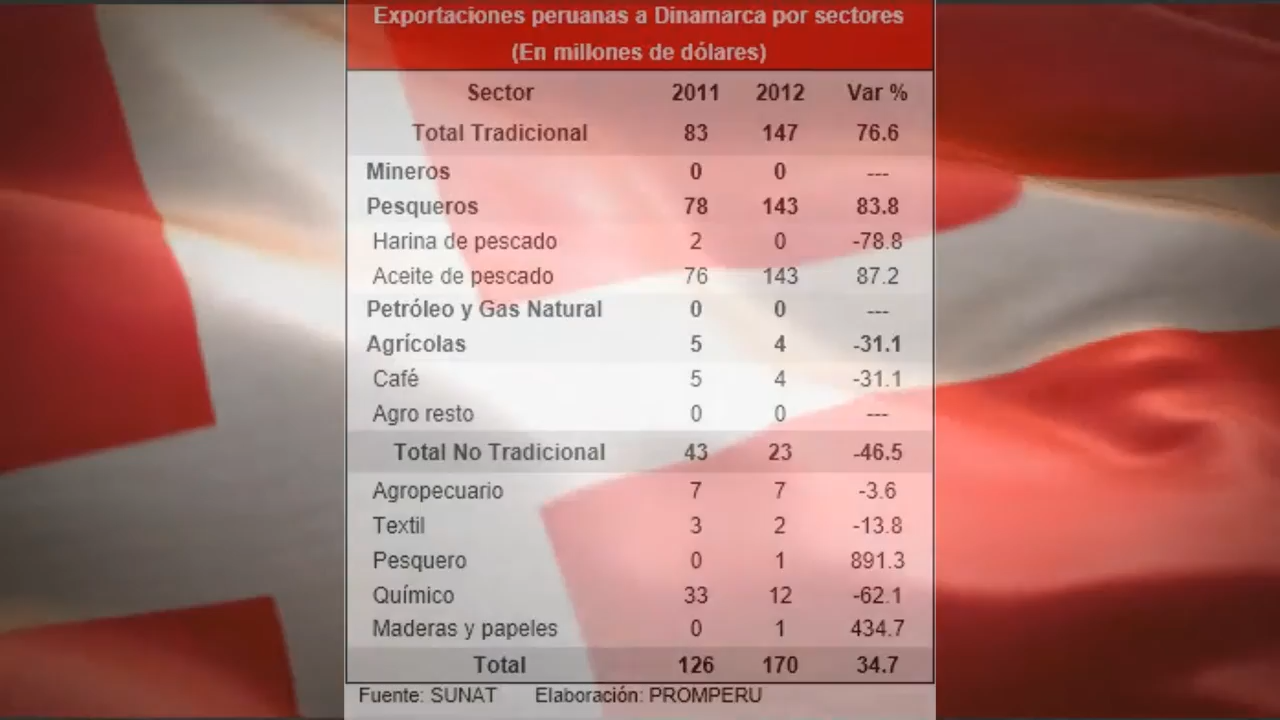 Exportaciones peruanas a Dinamarca por sectores
(En millones de dólares)
Sector 2011 2012 Var %
Total Tradicional 83 147 76.6
Mineros 0 0 ---
Pesqueros 78 143 83.8
Harina de pescado 2 0 -78.8
Aceite de pescado 76 143 87.2
Petróleo y Gas Natural 0 0 ---
Agrícolas 5 4 -31.1
Café 5 4 -31.1
Agro resto 0 0 ---
Total No Tradicional 43 23 -46.5
Agropecuario 7 7 -3.6
Textil 3 2 -13.8
Pesquero 0 1 891.3
Químico 33 12 -62.1
Maderas y papeles 0 1 434.7
Total 126 170 34.7
Fuente: SUNAT Elaboración: PROMPERU